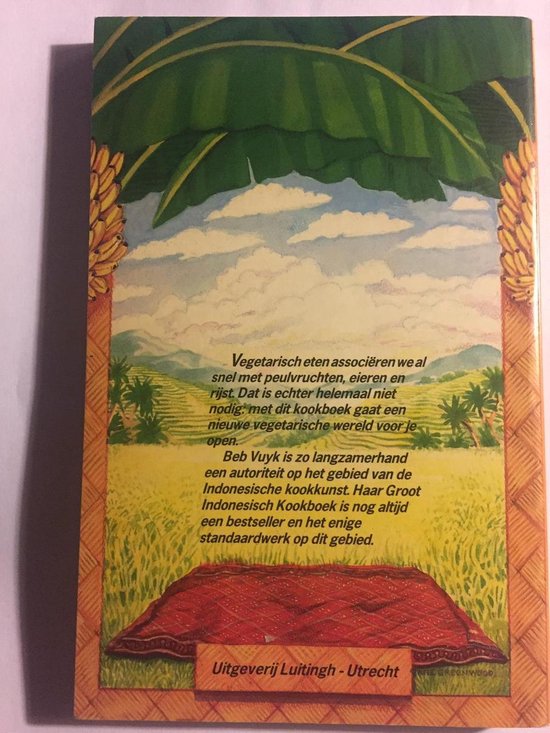 Vegetarisch eten associëren we al
snel met peulvruchten, eieren en
rijst. Dat is echter helemaal niet
nodig: met dit kookboek gaat een
nieuwe vegetarische wereld voor je
open.
Beb Vuyk is zo langzamerhand
een autoriteit op het gebied van de
Indonesische kookkunst. Haar Groot
Indonesisch Kookboek is nog altijd
een bestseller en het enige
standaardwerk op dit gebied.
Uitgeverij Luitingh - Utrecht
GREENWOOD